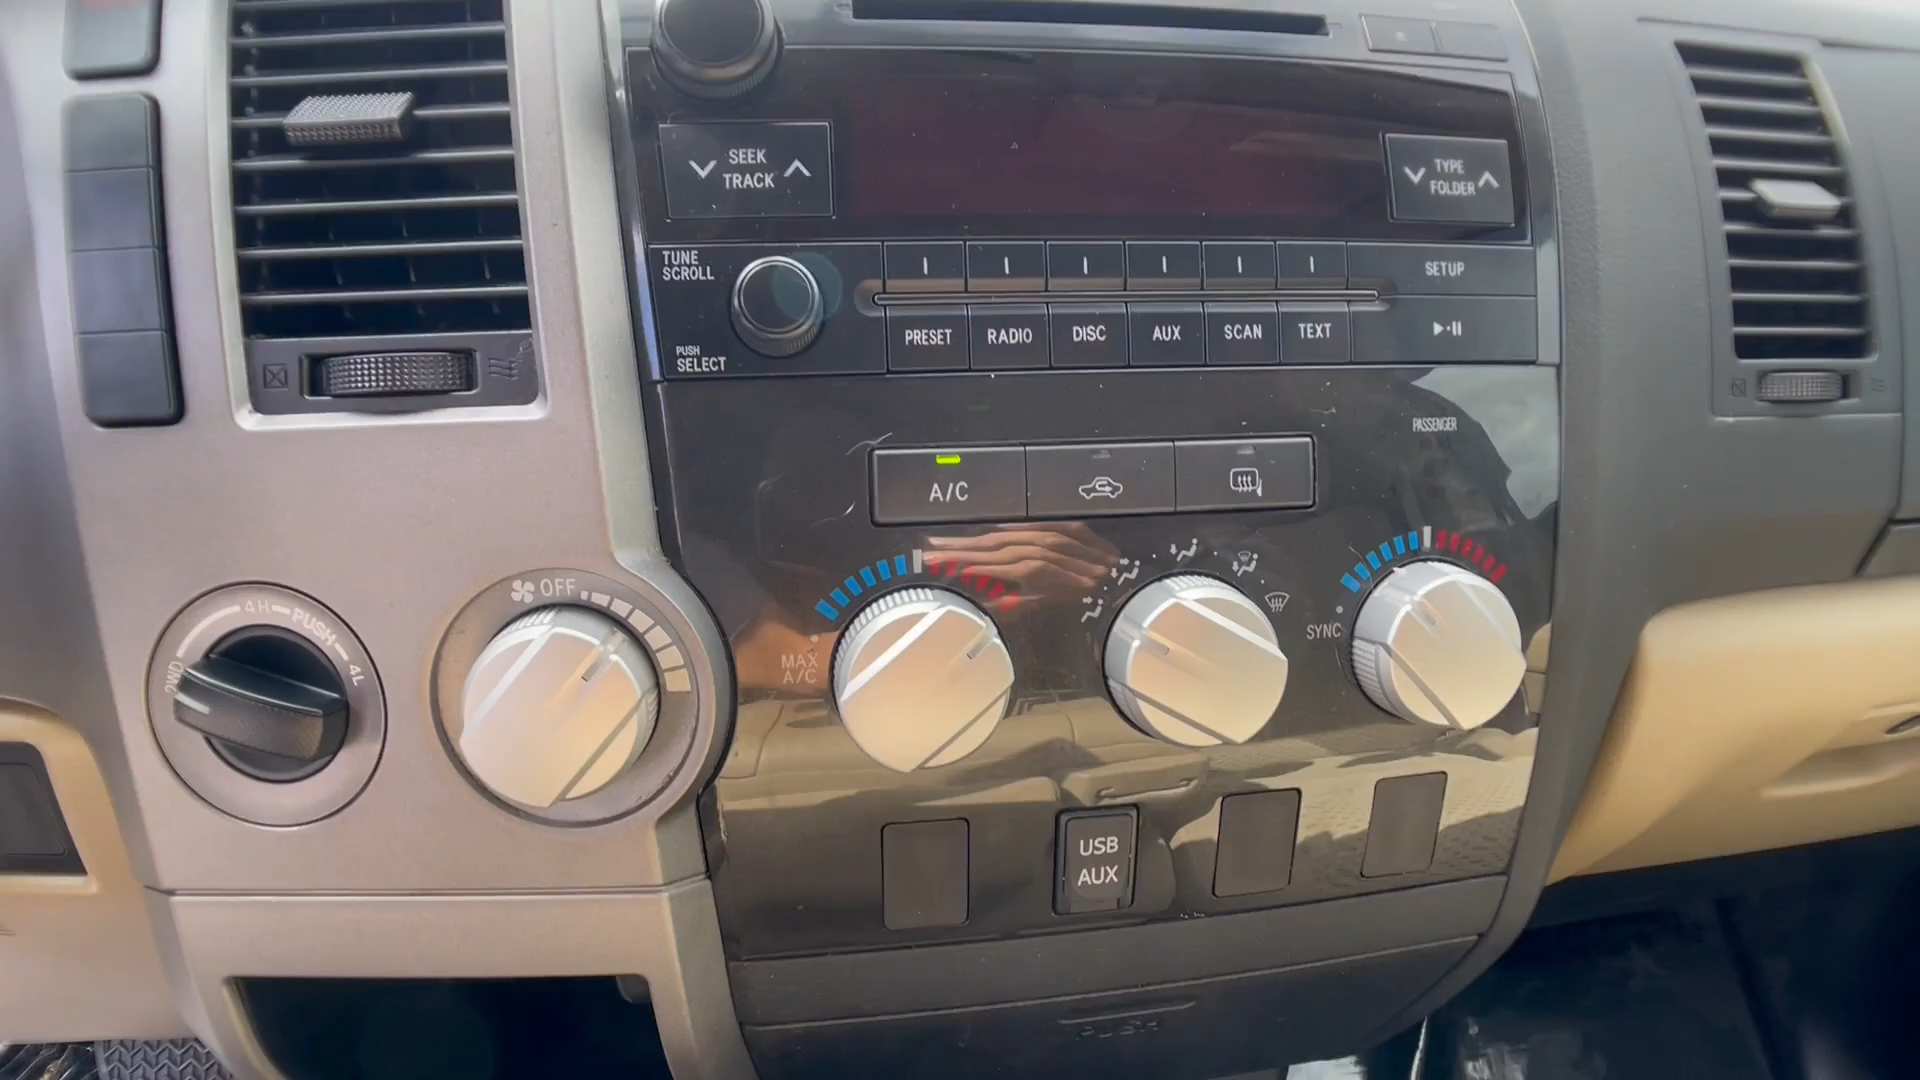 SEEK
TRACK
TYPE
FOLDER
TUNE
SCROLL
PUSH
SELECT
SETUP
PRESET
RADIO
DISC
AUX
SCAN
TEXT
PASSENGER
A/C
4H
PUSH
4L
2WD
OFF
MAX
A/C
SYNC
USB
AUX
PUSH